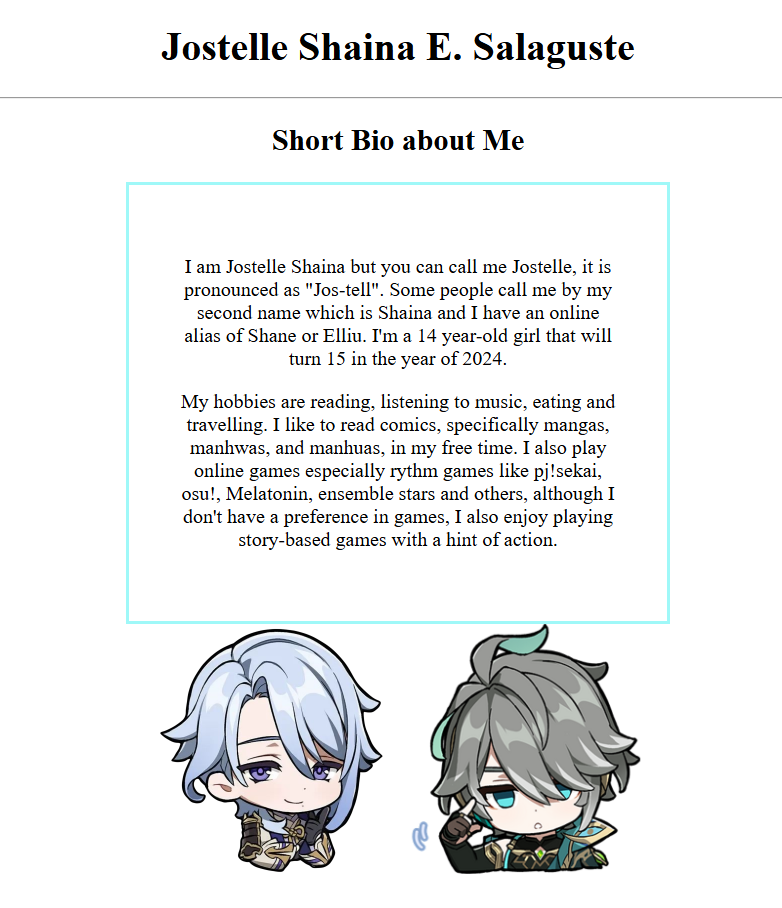 Jostelle Shaina E. Salaguste
Short Bio about Me
I am Jostelle Shaina but you can call me Jostelle, it is
pronounced as "Jos-tell". Some people call me by my
second name which is Shaina and I have an online
alias of Shane or Elliu. I'm a 14 year-old girl that will
turn 15 in the year of 2024.
My hobbies are reading, listening to music, eating and
travelling. I like to read comics, specifically mangas,
manhwas, and manhuas, in my free time. I also play
online games especially rythm games like pj!sekai,
osu!, Melatonin, ensemble stars and others, although I
don't have a preference in games, I also enjoy playing
story-based games with a hint of action.